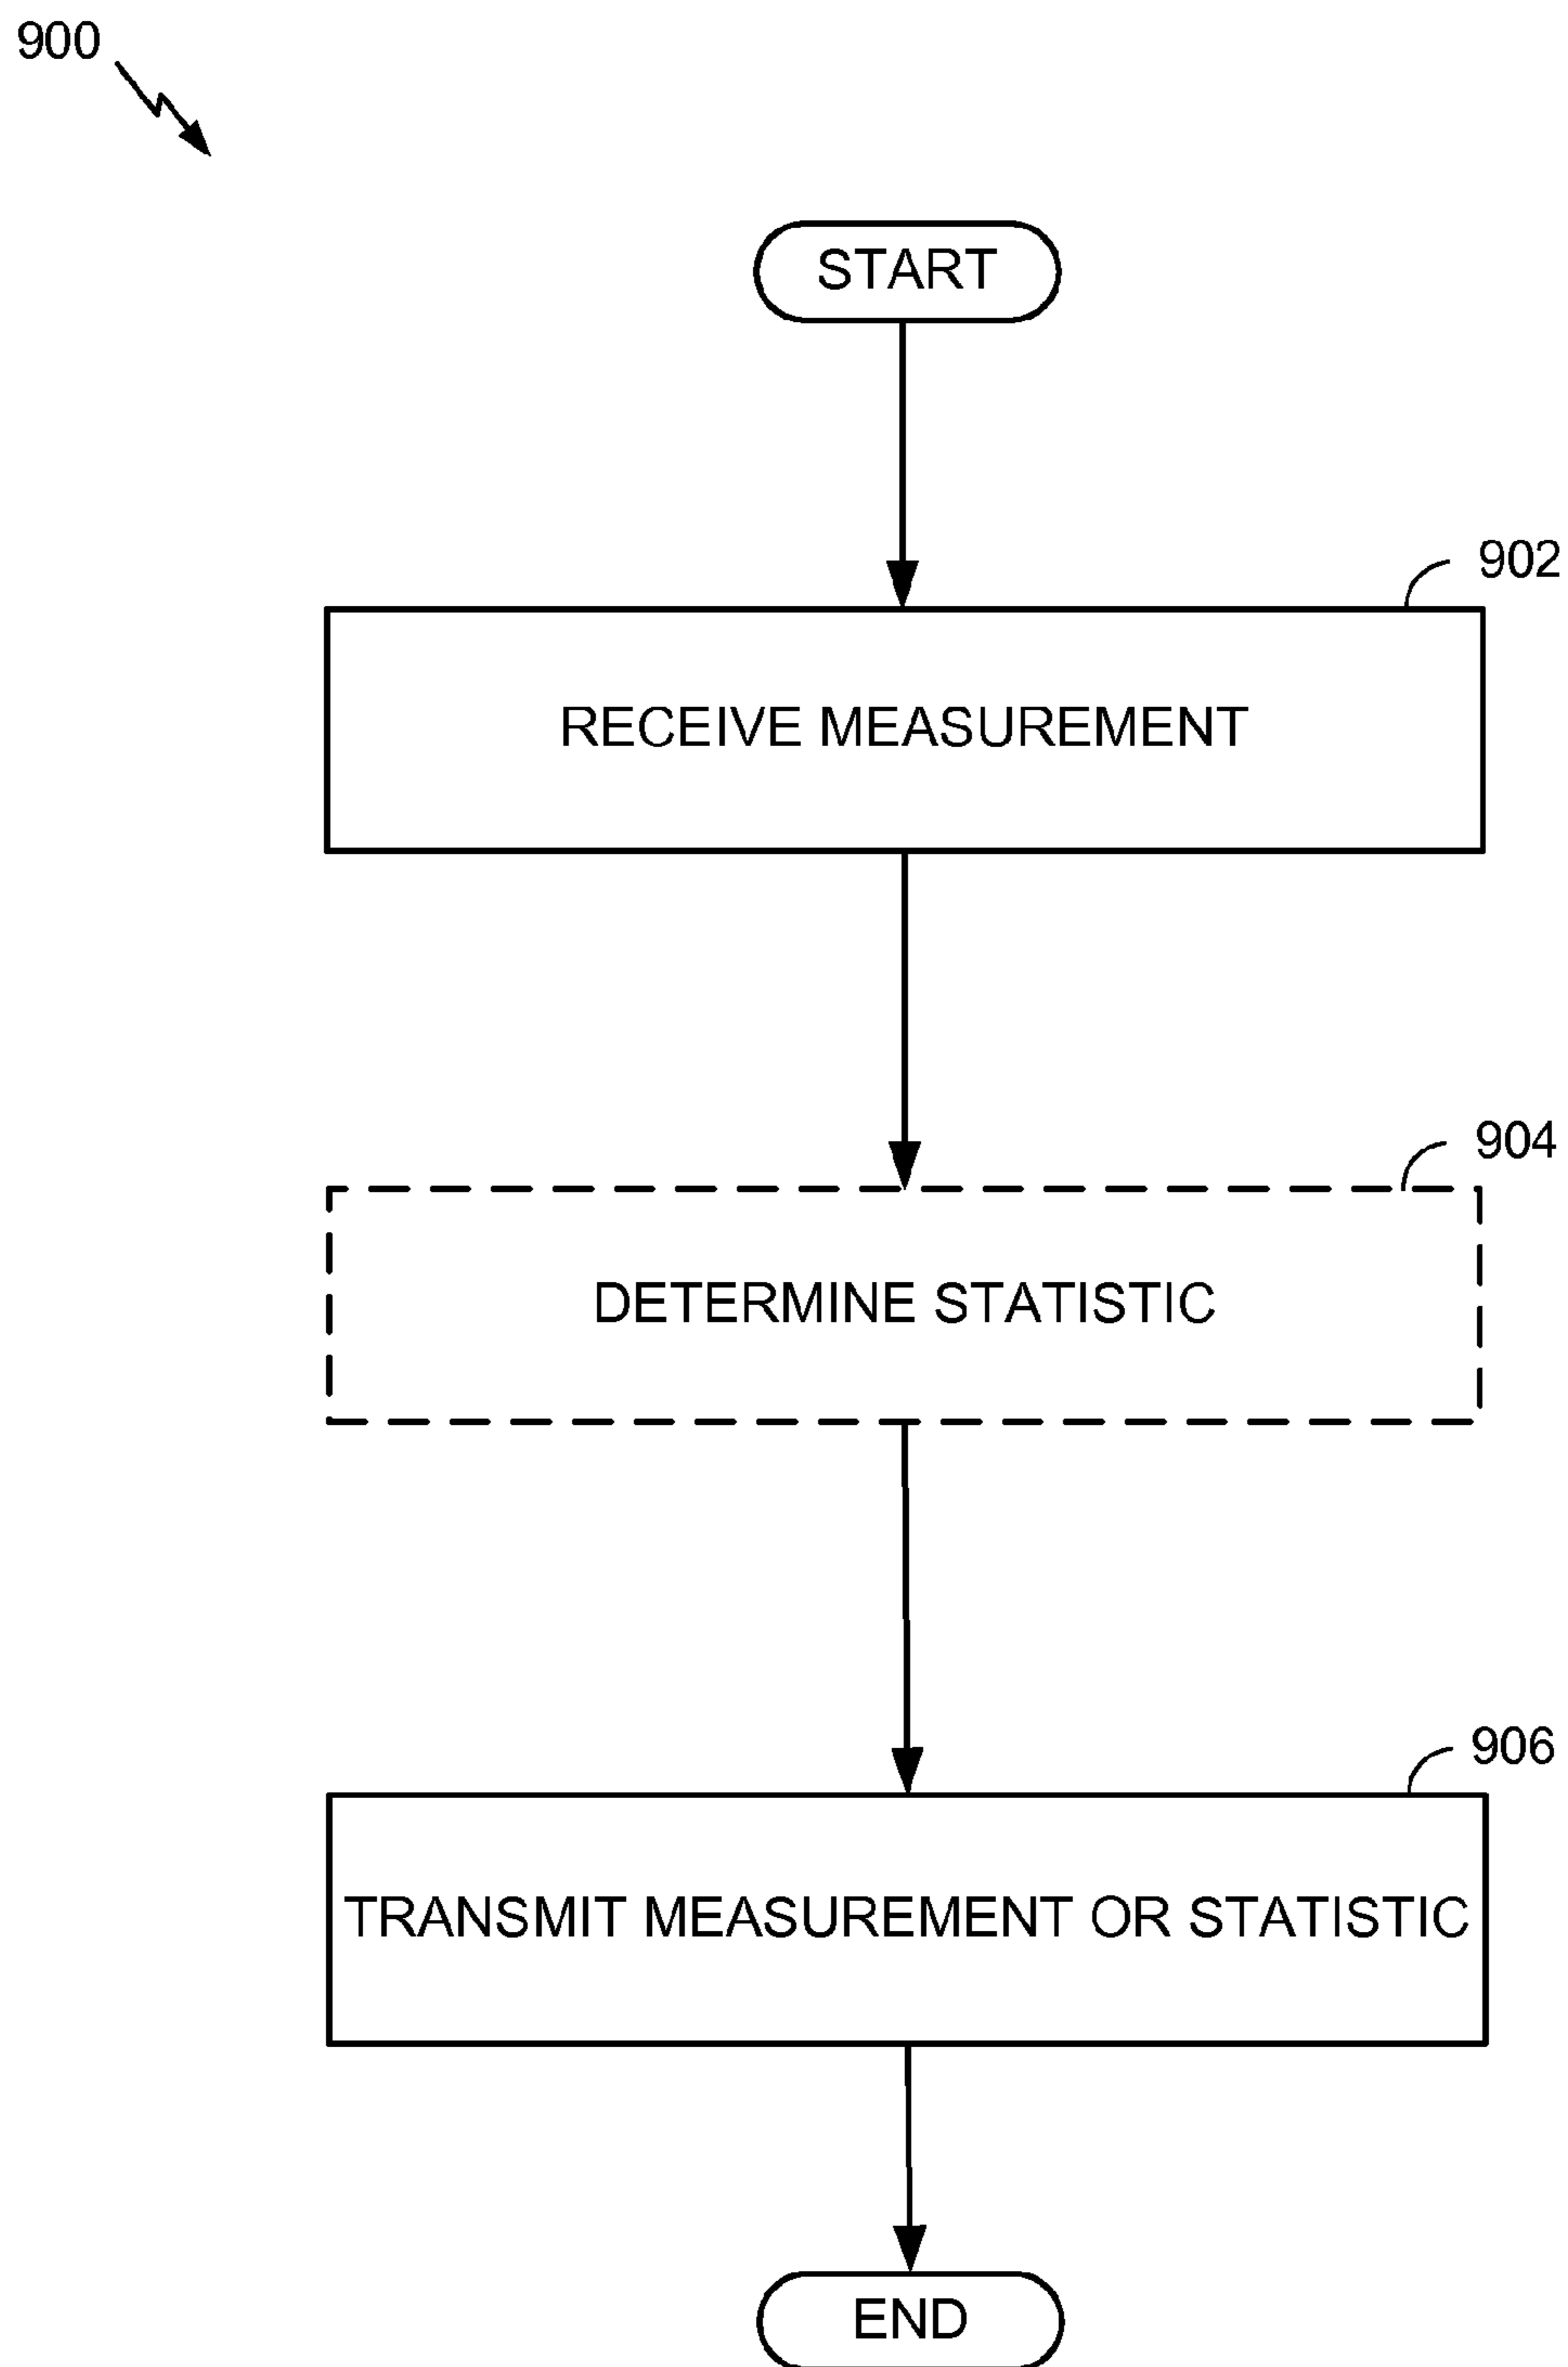 900
START
902
RECEIVE MEASUREMENT
904
DETERMINE STATISTIC
906
TRANSMIT MEASUREMENT OR STATISTIC
END